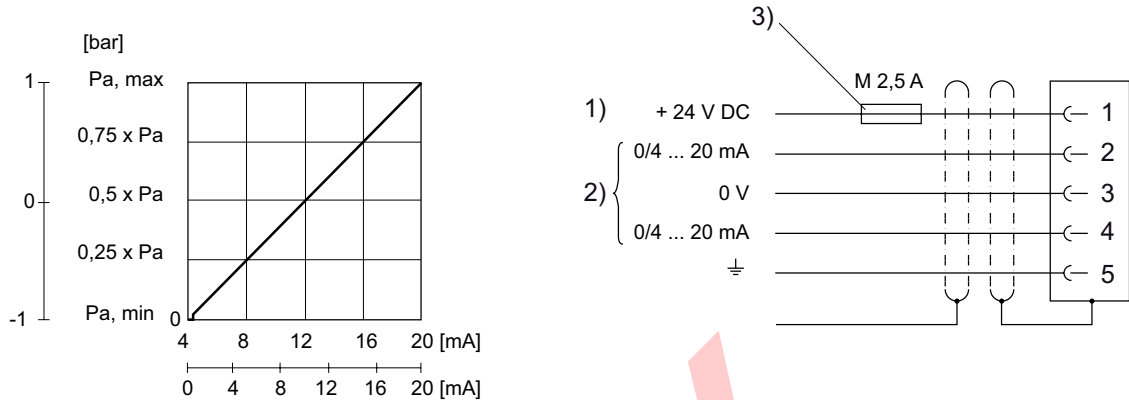 [bar]
1
Pa, max
0,75 x Pa
0
0,5 x Pa
0,25 x Pa
-1
Pa, min
0
4 8 12 16 20 [mA]
0 4 8 12 16 20 [mA]
3)
M 2,5 A
1) + 24 V DC 1
0/4 ... 20 mA 2
2) 0 V 3
0/4 ... 20 mA 4
5